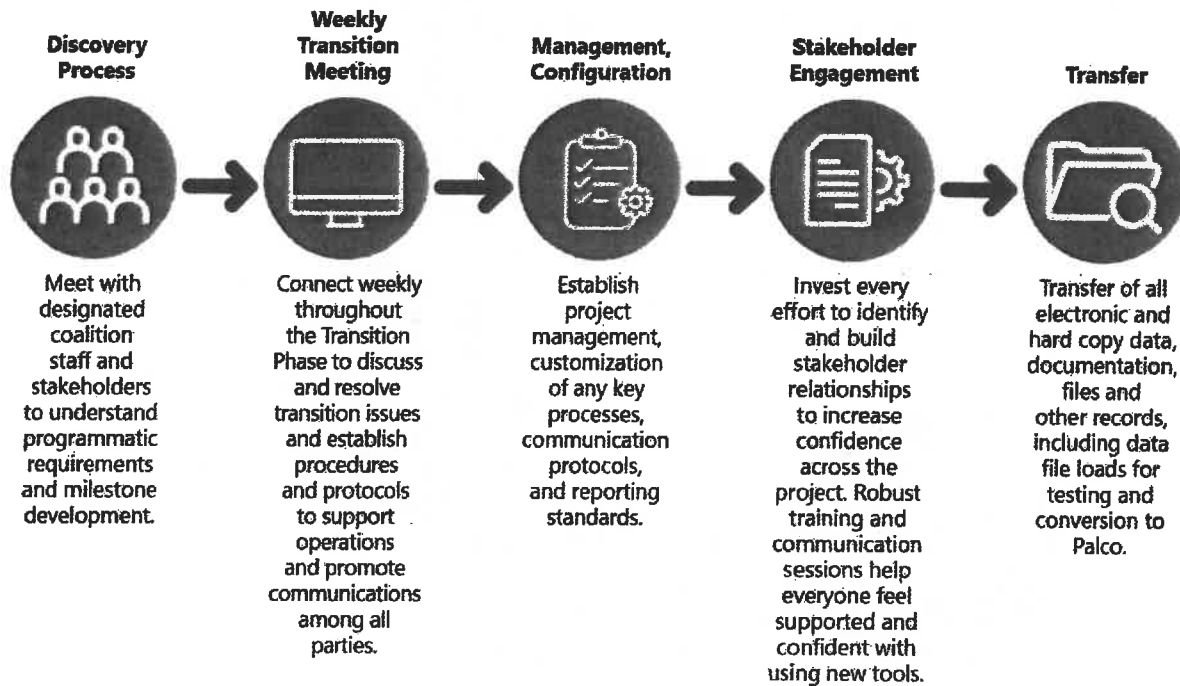 Discovery
Process
Meet with
designated
coalition
staff and
stakeholders
to understand
programmatic
requirements
and milestone
development.
Weekly
Transition
Meeting
Connect weekly
throughout
the Transition
Phase to discuss
and resolve
transition issues
and establish
procedures
and protocols
to support
operations
and promote
communications
among all
parties.
Management,
Configuration
Establish
project
management,
customization
of any key
processes,
communication
protocols,
and reporting
standards.
Stakeholder
Engagement
Invest every
effort to identify
and build
stakeholder
relationships
to increase
confidence
across the
project. Robust
training and
communication
sessions help
everyone feel
supported and
confident with
using new tools.
Transfer
Transfer of all
electronic and
hard copy data,
documentation,
files and
other records,
including data
file loads for
testing and
conversion to
Palco.